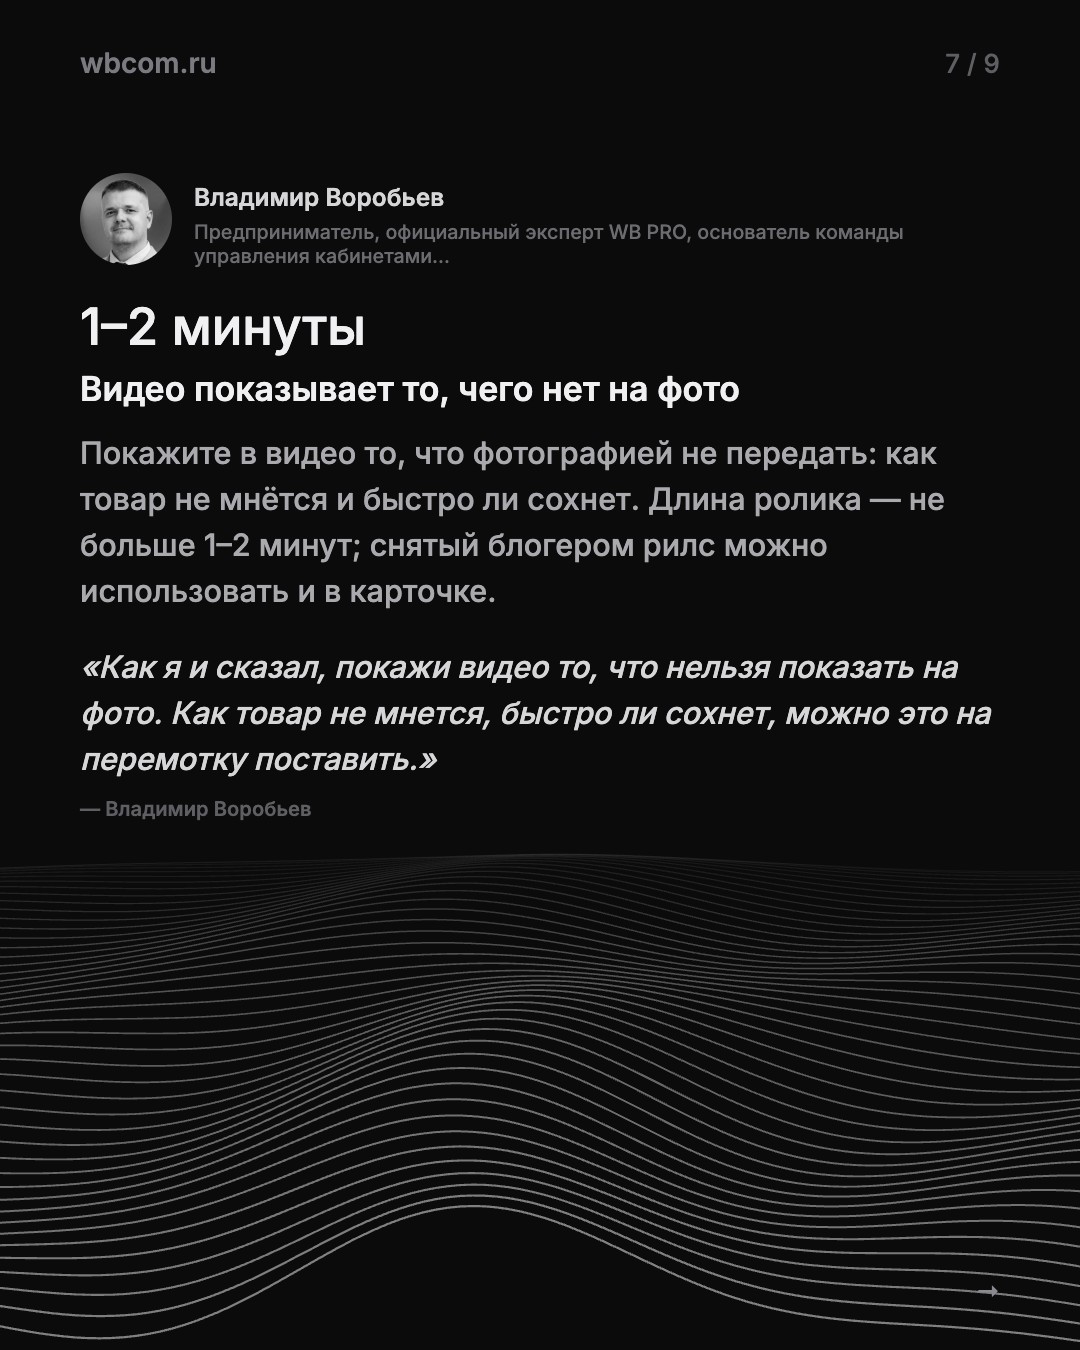 wbcom.ru
7 / 9
Владимир Воробьев
Предприниматель, официальный эксперт WB PRO, основатель команды
управления кабинетами...
1–2 минуты
Видео показывает то, чего нет на фото
Покажите в видео то, что фотографией не передать: как
товар не мнётся и быстро ли сохнет. Длина ролика — не
больше 1–2 минут; снятый блогером рилс можно
использовать и в карточке.
«Как я и сказал, покажи видео то, что нельзя показать на
фото. Как товар не мнется, быстро ли сохнет, можно это на
перемотку поставить.»
— Владимир Воробьев